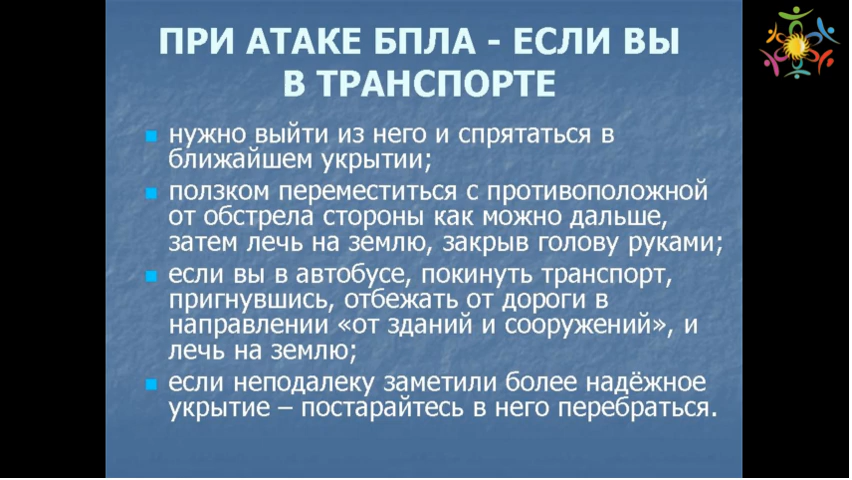 ПРИ АТАКЕ БПЛА - ЕСЛИ ВЫ
В ТРАНСПОРТЕ
нужно выйти из него и спрятаться в
ближайшем укрытии;
ползком переместиться с противоположной
от обстрела стороны как можно дальше,
затем лечь на землю, закрыв голову руками;
если вы в автобусе, покинуть транспорт,
пригнувшись, отбежать от дороги в
направлении «от зданий и сооружений», и
лечь на землю;
если неподалеку заметили более надёжное
укрытие – постарайтесь в него перебраться.